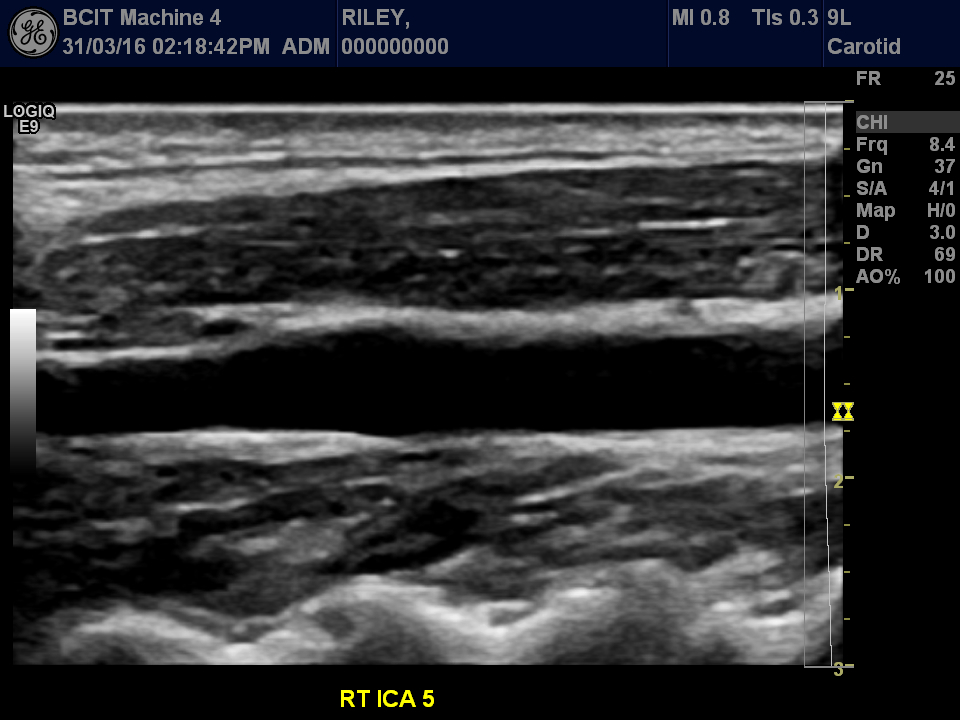 BCIT Machine 4
31/03/16 02:18:42PM ADM
RILEY,
000000000
MI 0.8 TIs 0.3
9L
Carotid
GE
LOGIQ
E9
FR 25
CHI
Frq 8.4
Gn 37
S/A 4/1
Map H/0
D 3.0
DR 69
AO% 100
1
2
3
RT ICA 5